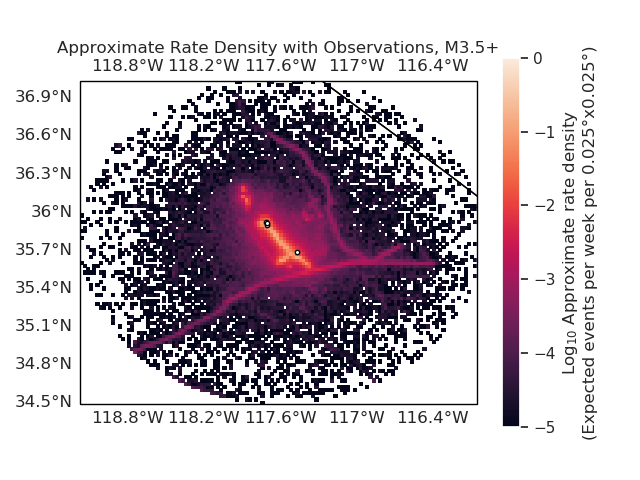 Approximate Rate Density with Observations, M3.5+
118.8°W 118.2°W 117.6°W 117°W 116.4°W
36.9°N
36.6°N
36.3°N
36°N
35.7°N
35.4°N
35.1°N
34.8°N
34.5°N
118.8°W 118.2°W 117.6°W 117°W 116.4°W
0
−1
−2
−3
−4
−5
Log₁₀ Approximate rate density
(Expected events per week per 0.025°x0.025°)